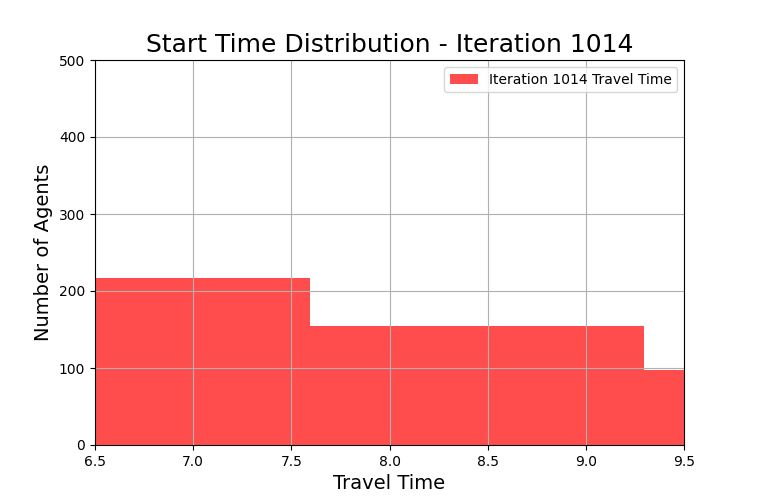 Start Time Distribution - Iteration 1014
Iteration 1014 Travel Time
Number of Agents
500
400
300
200
100
0
6.5 7.0 7.5 8.0 8.5 9.0 9.5
Travel Time